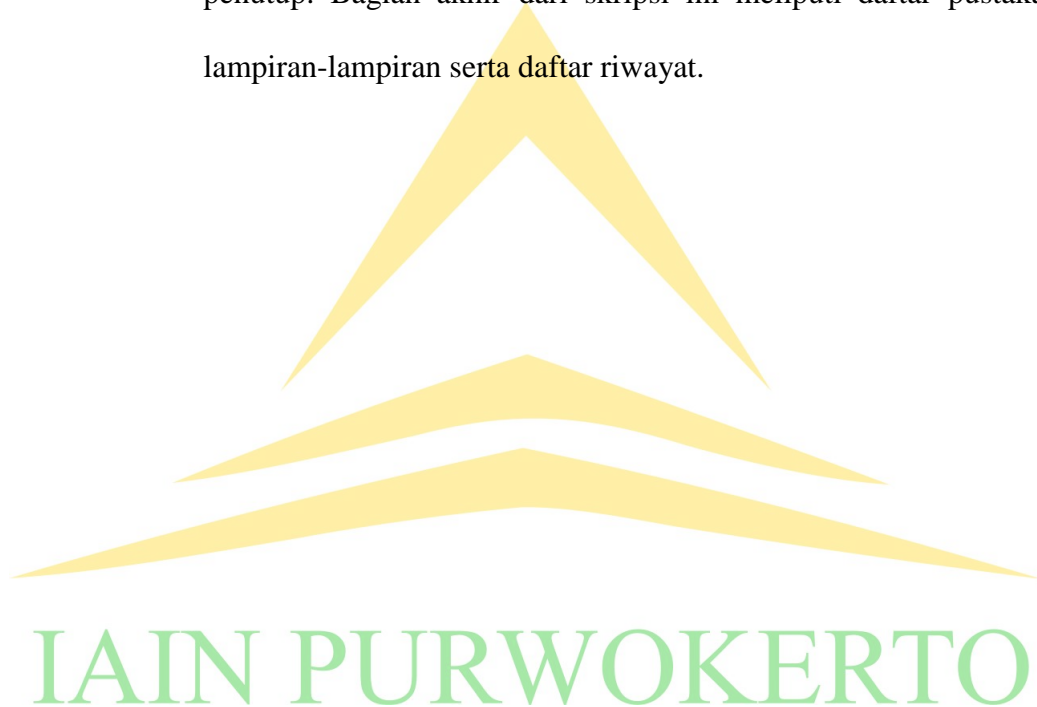 penutup. Bagian akhir dari skripsi ini meliputi daftar pustaka
lampiran-lampiran serta daftar riwayat.
IAIN PURWOKERTO